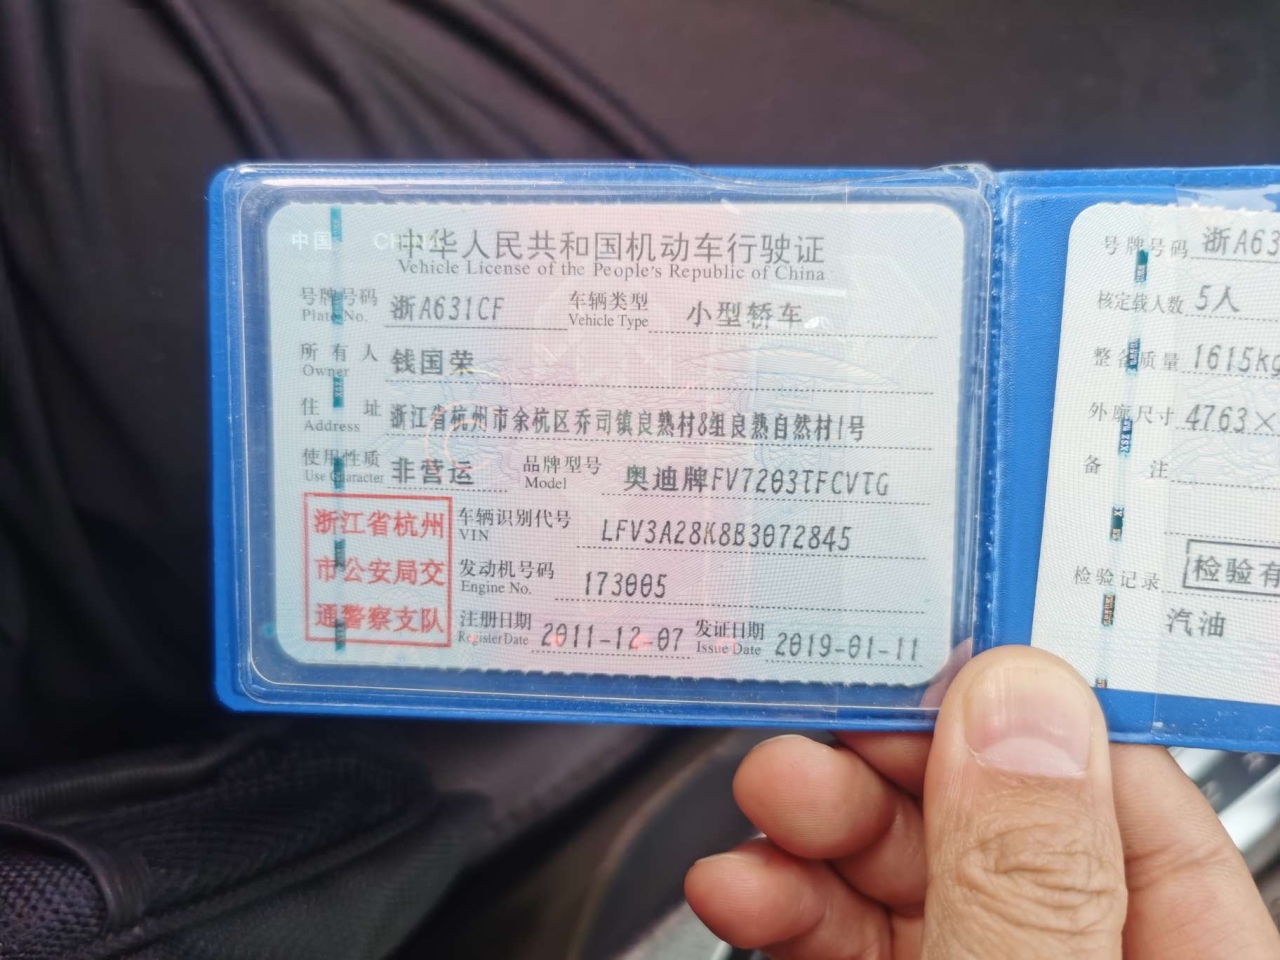 中国 CHINA
中华人民共和国机动车行驶证
Vehicle License of the People's Republic of China
号牌号码 浙A631CF 车辆类型 小型轿车
Plate No. Vehicle Type
所有人 钱国荣
Owner
住址 浙江省杭州市余杭区乔司镇良熟村8组良熟自然村1号
Address
使用性质 非营运 品牌型号 奥迪牌FV7203TFCVTG
Use Character Model
浙江省杭州
市公安局交
通警察支队
车辆识别代号 LFV3A28K8B3072845
VIN
发动机号码 173005
Engine No.
注册日期 2011-12-07 发证日期 2019-01-11
Register Date Issue Date
号牌号码 浙A63
核定载人数 5人
整备质量 1615kg
外廓尺寸 4763×
备注
检验记录 检验有
汽油